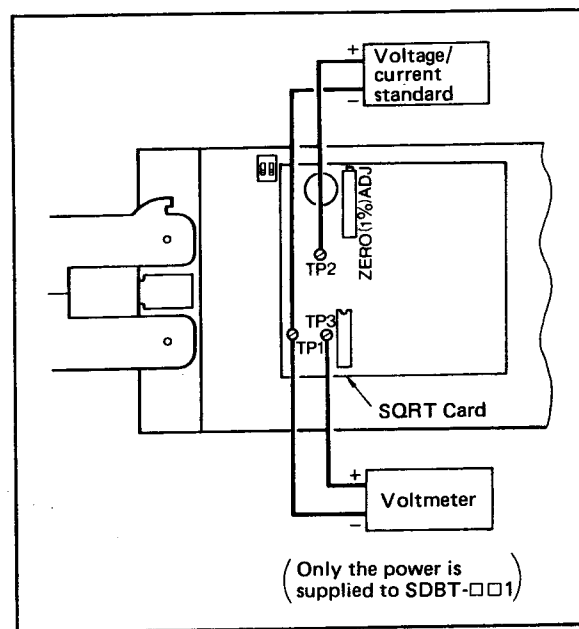 +
Voltage/
current
standard
−
ZERO(1%)ADJ
TP2
TP3
TP1
SQRT Card
+
Voltmeter
−
(Only the power is
supplied to SDBT-□□1)